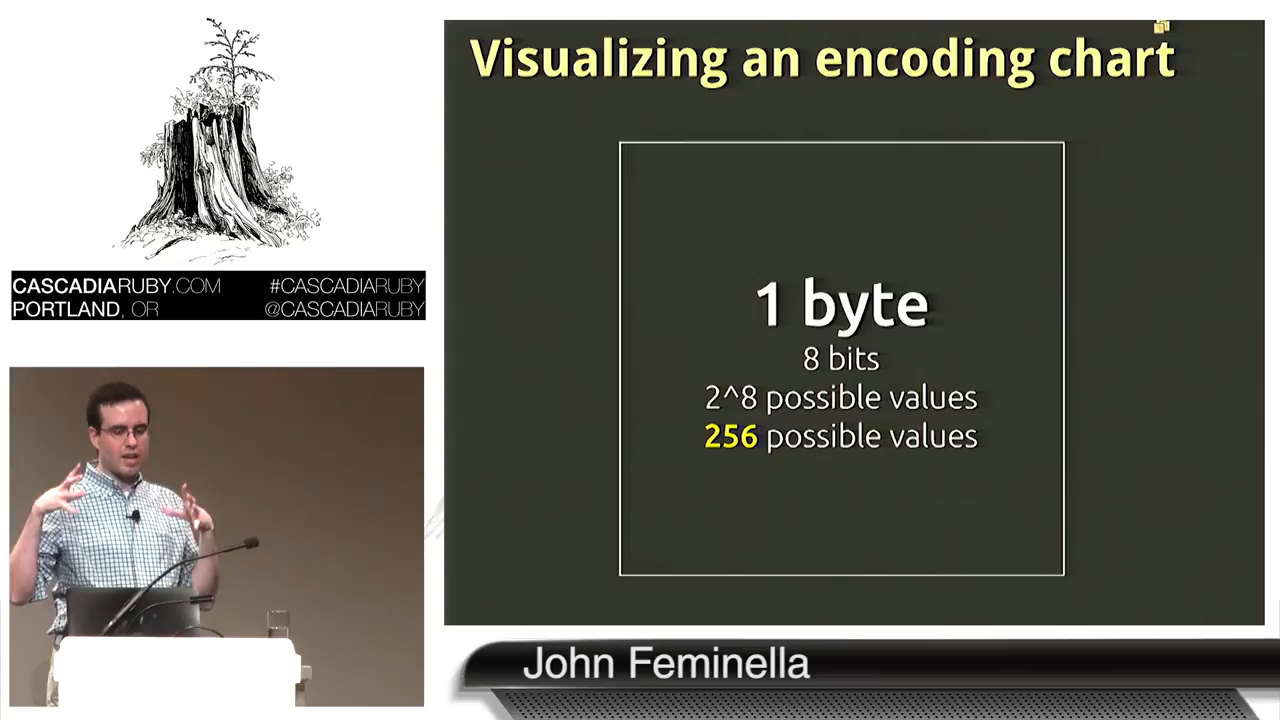 Visualizing an encoding chart
1 byte
8 bits
2^8 possible values
256 possible values
CASCADIARUBY.COM #CASCADIARUBY
PORTLAND, OR @CASCADIARUBY
John Feminella